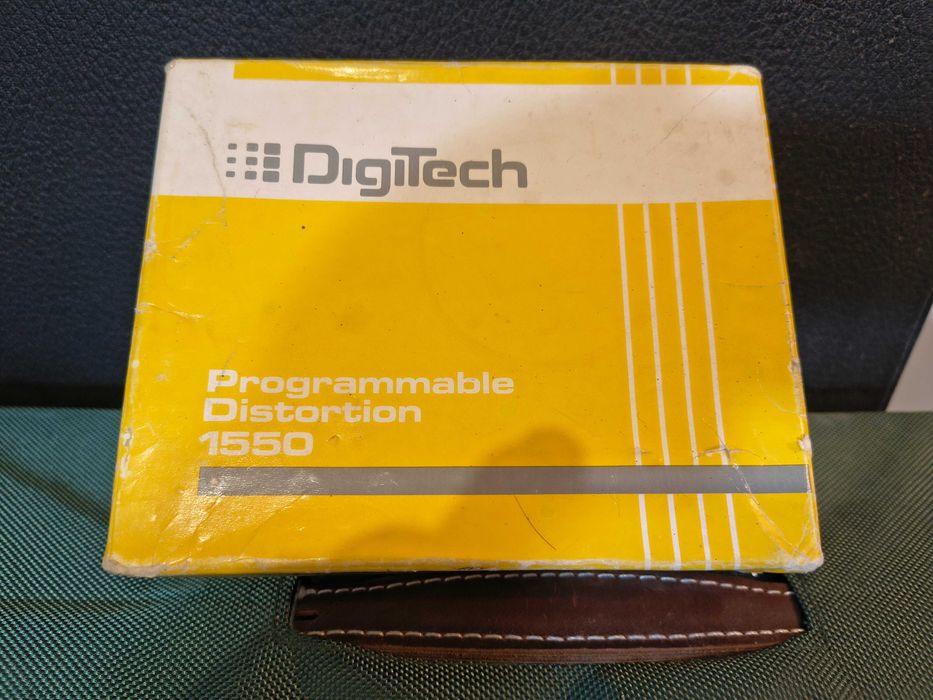 DigiTech
Programmable
Distortion
1550